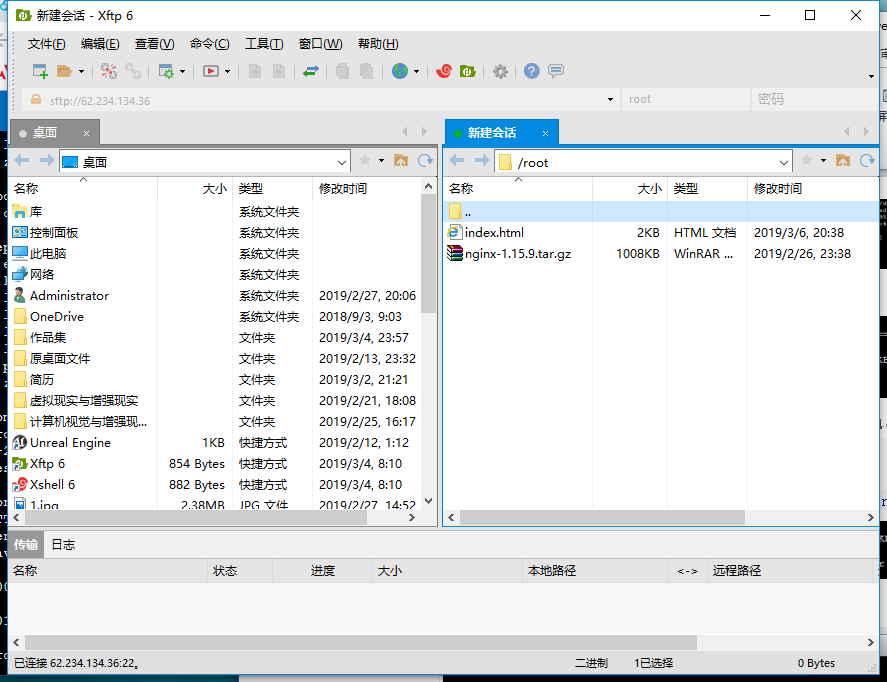 新建会话 - Xftp 6
文件(F) 编辑(E) 查看(V) 命令(C) 工具(T) 窗口(W) 帮助(H)
sftp://62.234.134.36 root 密码
桌面 ×
桌面
名称 大小 类型 修改时间
库 系统文件夹
控制面板 系统文件夹
此电脑 系统文件夹
网络 系统文件夹
Administrator 系统文件夹 2019/2/27, 20:06
OneDrive 系统文件夹 2018/9/3, 9:03
作品集 文件夹 2019/3/4, 23:57
原桌面文件 文件夹 2019/2/13, 23:32
简历 文件夹 2019/3/2, 21:21
虚拟现实与增强现实 文件夹 2019/2/21, 18:08
计算机视觉与增强现... 文件夹 2019/2/25, 16:17
Unreal Engine 1KB 快捷方式 2019/2/12, 1:12
Xftp 6 854 Bytes 快捷方式 2019/3/4, 8:10
Xshell 6 882 Bytes 快捷方式 2019/3/4, 8:10
1.jpg 2.38MB JPG 文件 2019/2/27, 14:52
新建会话 ×
/root
名称 大小 类型 修改时间
..
index.html 2KB HTML 文档 2019/3/6, 20:38
nginx-1.15.9.tar.gz 1008KB WinRAR ... 2019/2/26, 23:38
传输 日志
名称 状态 进度 大小 本地路径 <-> 远程路径
已连接 62.234.134.36:22。 二进制 1已选择 0 Bytes